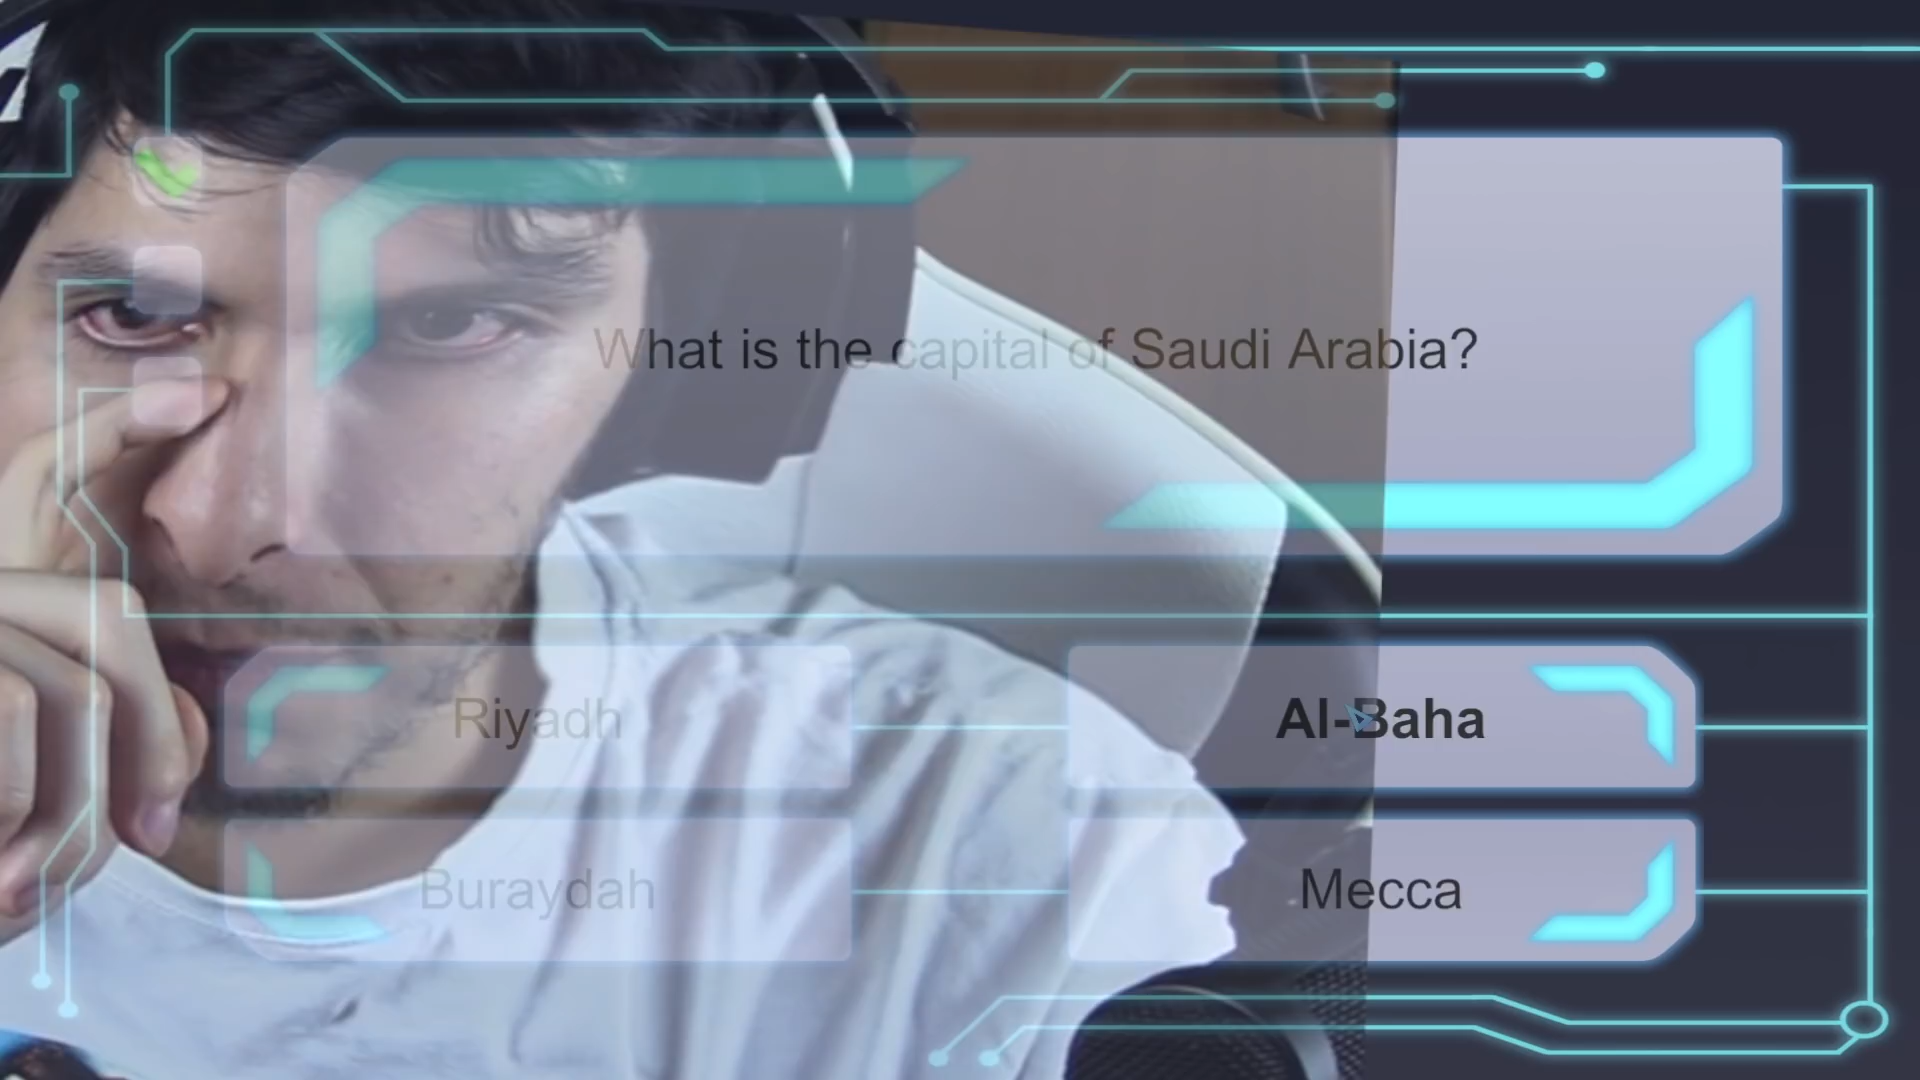 What is the capital of Saudi Arabia?
Riyadh
Al-Baha
Buraydah
Mecca